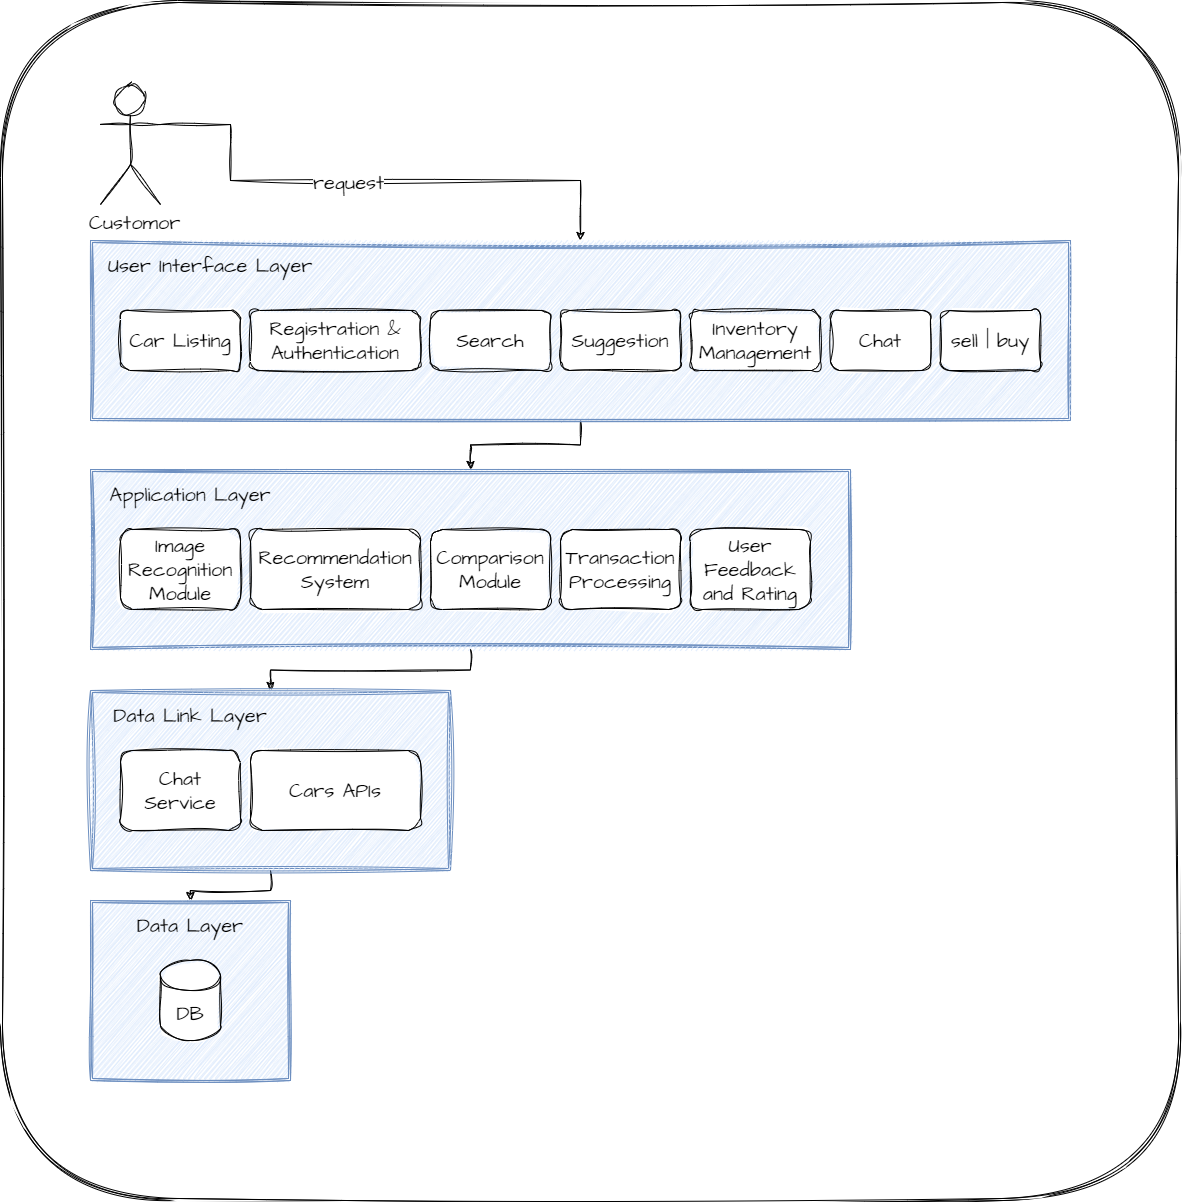 request
Customor
User Interface Layer
Car Listing
Registration &
Authentication
Search
Suggestion
Inventory
Management
Chat
sell | buy
Application Layer
Image
Recognition
Module
Recommendation
System
Comparison
Module
Transaction
Processing
User
Feedback
and Rating
Data Link Layer
Chat
Service
Cars APIs
Data Layer
DB